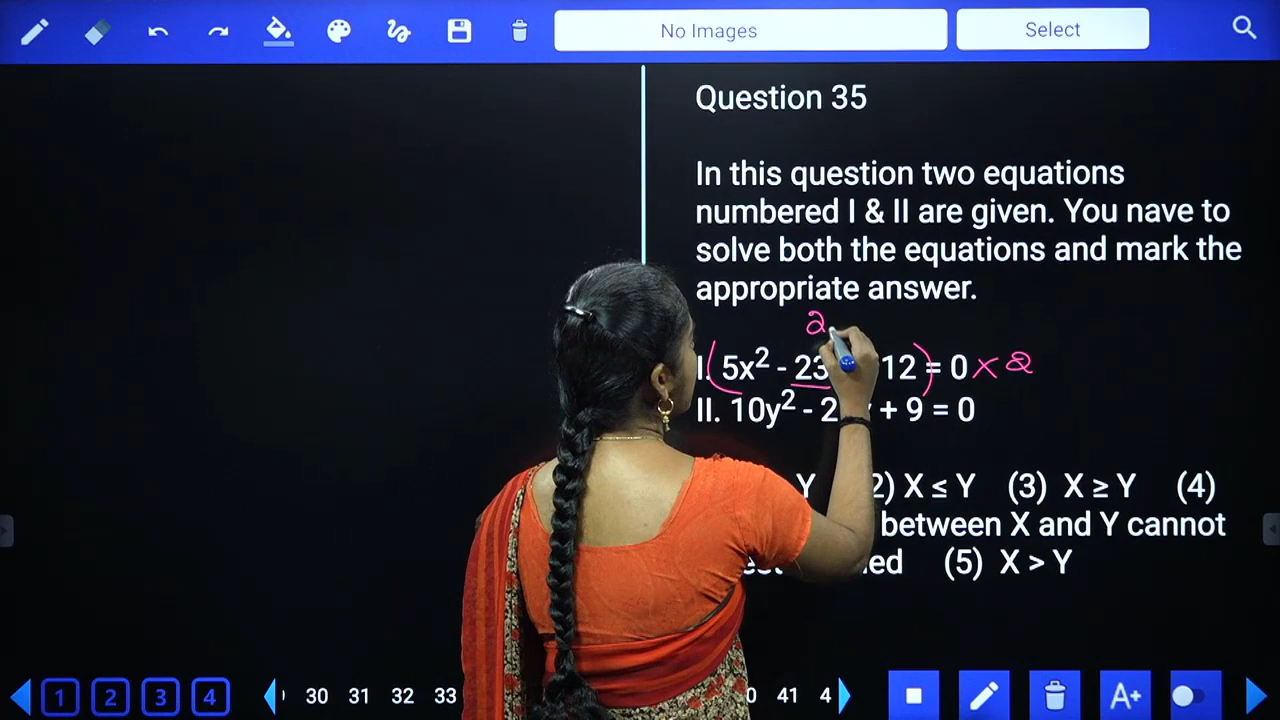 No Images
Select
Question 35
In this question two equations
numbered I & II are given. You nave to
solve both the equations and mark the
appropriate answer.
2
I. ( 5x² - 23 12 ) = 0 × 2
II. 10y² - 2 + 9 = 0
Y 2) X ≤ Y (3) X ≥ Y (4)
between X and Y cannot
(5) X > Y
1 2 3 4 30 31 32 33 41 4
A+